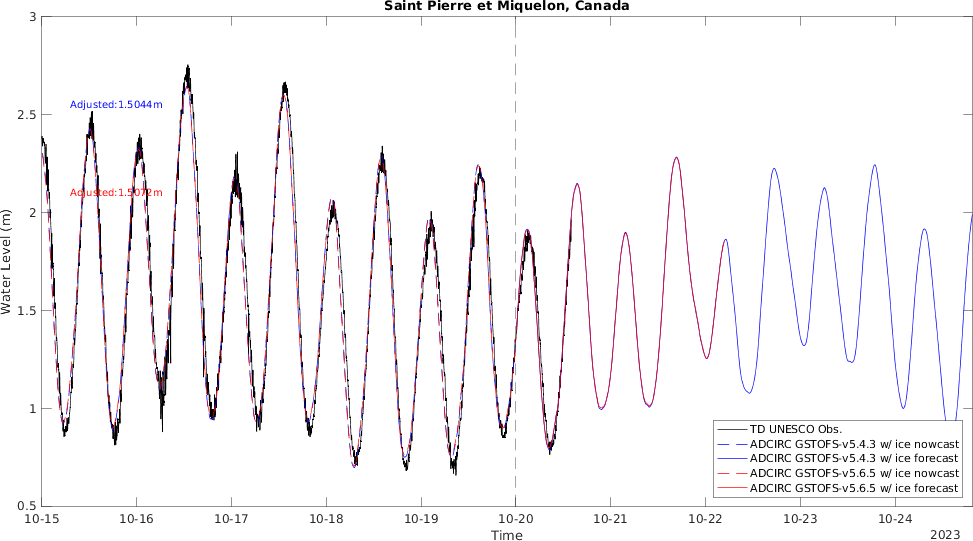 Saint Pierre et Miquelon, Canada
3
2.5
2
1.5
1
0.5
Water Level (m)
Adjusted:1.5044m
Adjusted:1.5072m
TD UNESCO Obs.
ADCIRC GSTOFS-v5.4.3 w/ ice nowcast
ADCIRC GSTOFS-v5.4.3 w/ ice forecast
ADCIRC GSTOFS-v5.6.5 w/ ice nowcast
ADCIRC GSTOFS-v5.6.5 w/ ice forecast
10-15 10-16 10-17 10-18 10-19 10-20 10-21 10-22 10-23 10-24
Time
2023